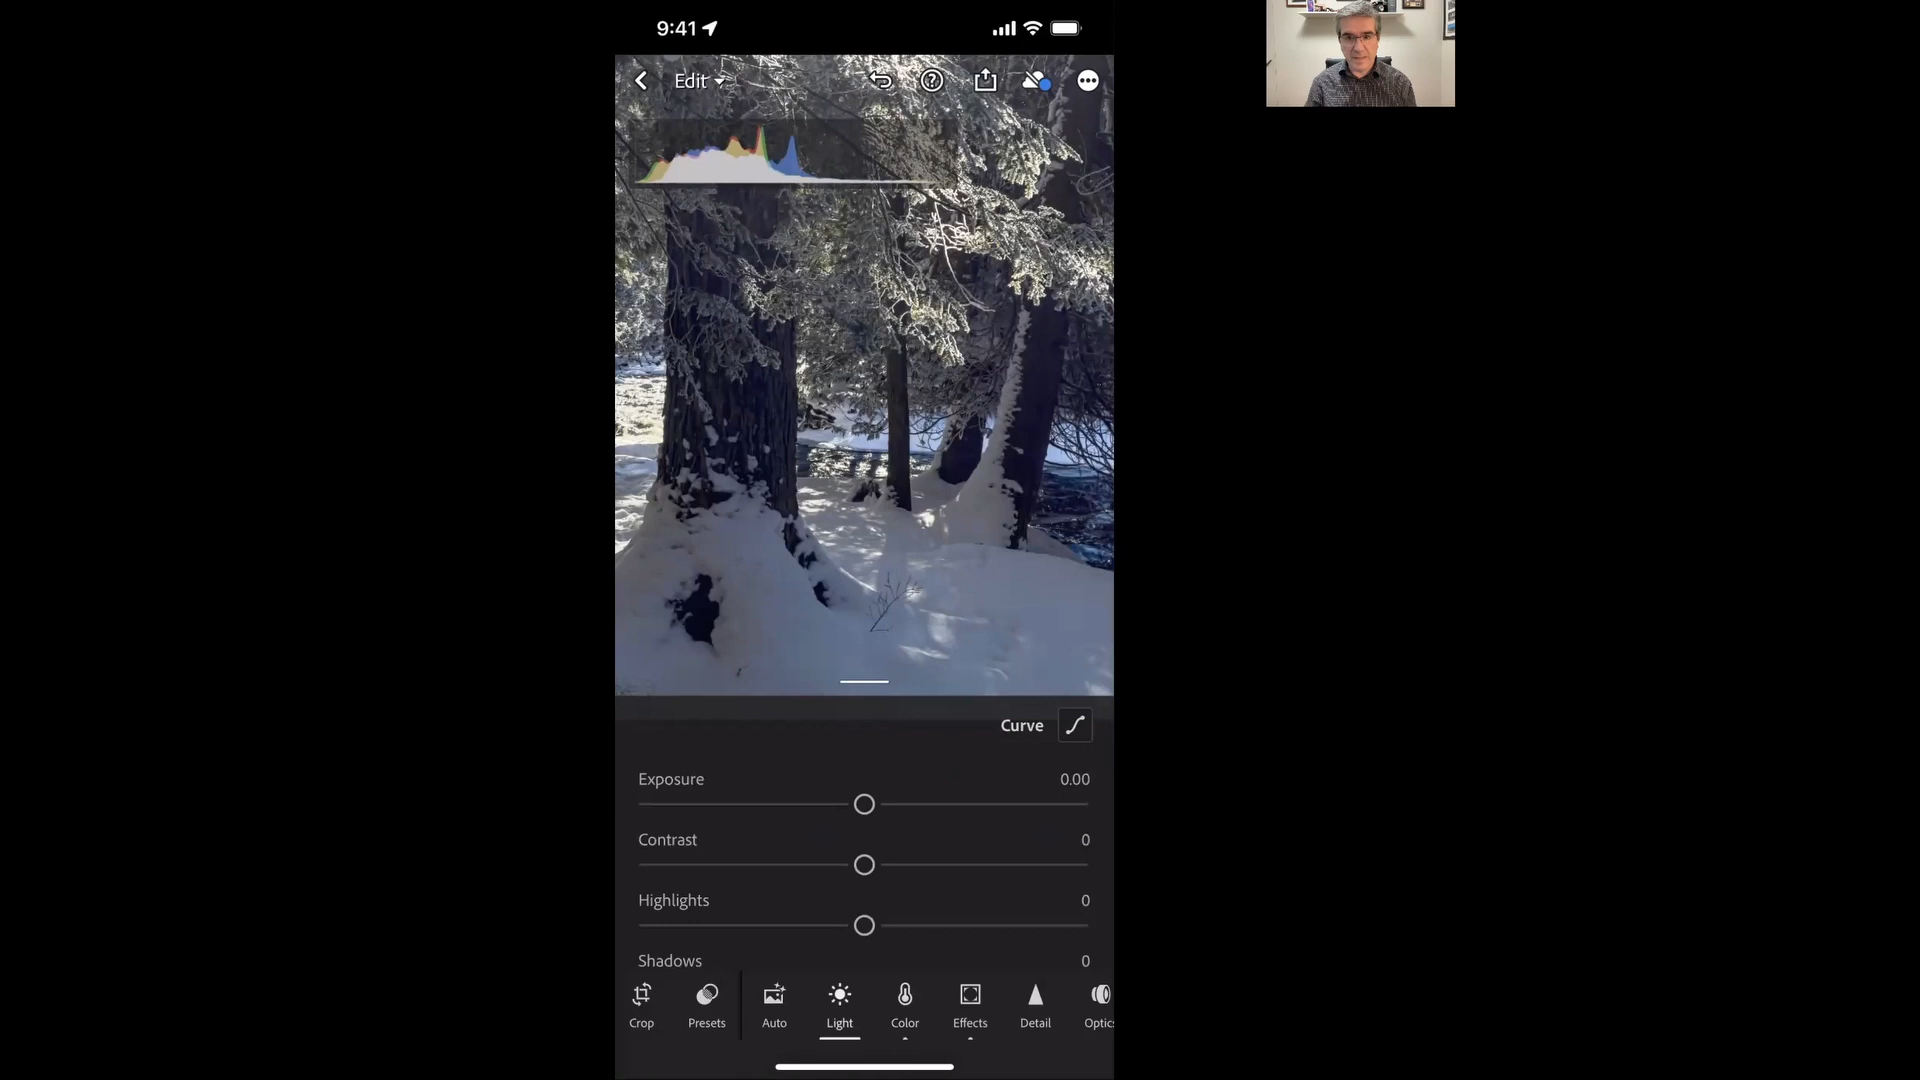 9:41
Edit
Curve
Exposure 0.00
Contrast 0
Highlights 0
Shadows 0
Crop Presets Auto Light Color Effects Detail Optics